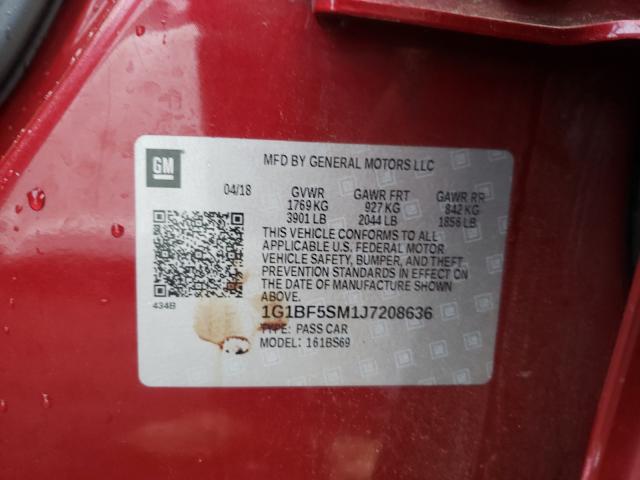 GM
MFD BY GENERAL MOTORS LLC
04/18 GVWR GAWR FRT GAWR RR
1769 KG 927 KG 842 KG
3901 LB 2044 LB 1856 LB
THIS VEHICLE CONFORMS TO ALL
APPLICABLE U.S. FEDERAL MOTOR
VEHICLE SAFETY, BUMPER, AND THEFT
PREVENTION STANDARDS IN EFFECT ON
THE DATE OF MANUFACTURE SHOWN
ABOVE.
434B
1G1BF5SM1J7208636
TYPE: PASS CAR
MODEL: 161BS69